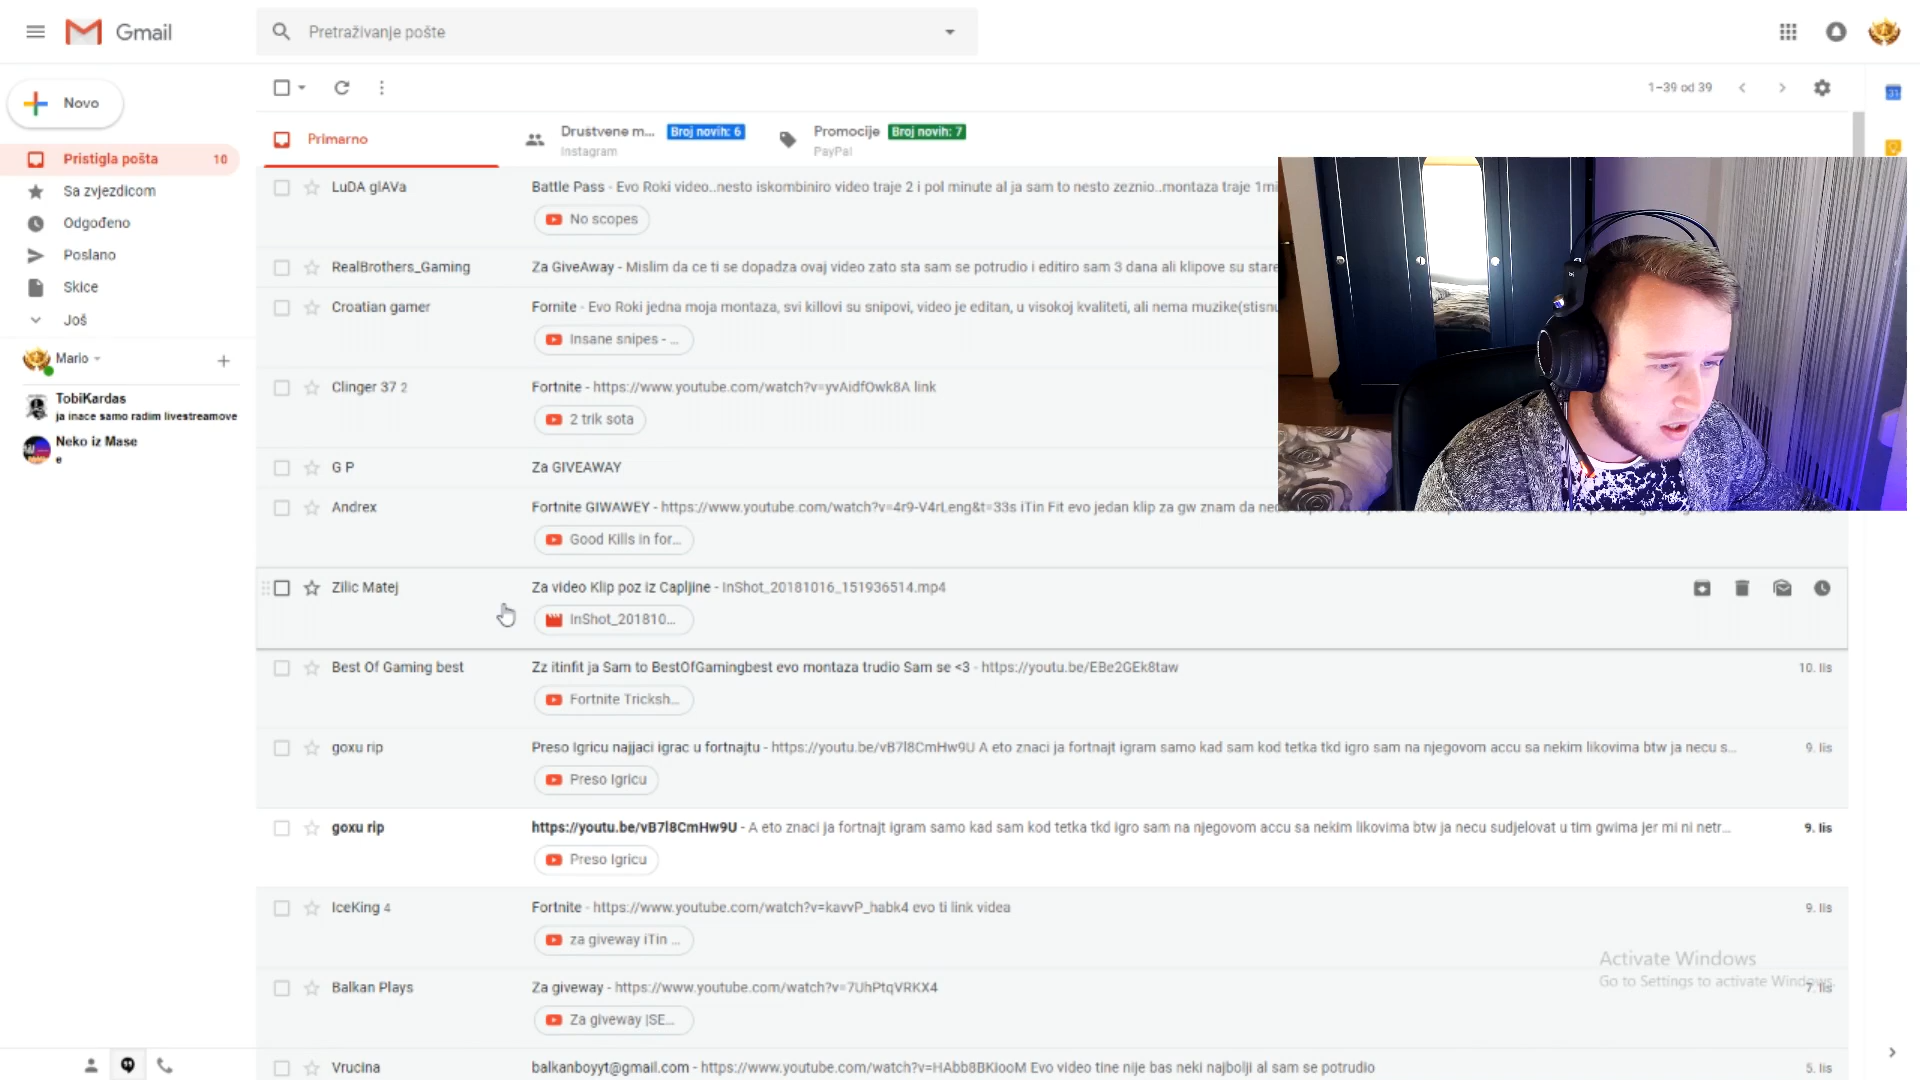 Gmail
Pretraživanje pošte
Novo
1–39 od 39
31
Pristigla pošta 10
Sa zvjezdicom
Odgođeno
Poslano
Skice
Još
Mario
TobiKardas
ja inace samo radim livestreamove
Neko iz Mase
e
Primarno
Društvene m... Broj novih: 6
Instagram
Promocije Broj novih: 7
PayPal
LuDA glAVa Battle Pass - Evo Roki video..nesto iskombiniro video traje 2 i pol minute al ja sam to nesto zeznio..montaza traje 1mi
No scopes
RealBrothers_Gaming Za GiveAway - Mislim da ce ti se dopadza ovaj video zato sta sam se potrudio i editiro sam 3 dana ali klipove su stare
Croatian gamer Fornite - Evo Roki jedna moja montaza, svi killovi su snipovi, video je editan, u visokoj kvaliteti, ali nema muzike(stisnu
Insane snipes - ...
Clinger 37 2 Fortnite - https://www.youtube.com/watch?v=yvAidfOwk8A link
2 trik sota
G P Za GIVEAWAY
Andrex Fortnite GIWAWEY - https://www.youtube.com/watch?v=4r9-V4rLeng&t=33s iTin Fit evo jedan klip za gw znam da
Good Kills in for...
Zilic Matej Za video Klip poz iz Capljine - InShot_20181016_151936514.mp4
InShot_201810...
Best Of Gaming best Zz itinfit ja Sam to BestOfGamingbest evo montaza trudio Sam se <3 - https://youtu.be/EBe2GEk8taw 10. lis
Fortnite Tricksh...
goxu rip Preso Igricu najjaci igrac u fortnajtu - https://youtu.be/vB7l8CmHw9U A eto znaci ja fortnajt igram samo kad sam kod tetka tkd igro sam na njegovom accu sa nekim likovima btw ja necu s... 9. lis
Preso Igricu
goxu rip https://youtu.be/vB7l8CmHw9U - A eto znaci ja fortnajt igram samo kad sam kod tetka tkd igro sam na njegovom accu sa nekim likovima btw ja necu sudjelovat u tim gwima jer mi ni netr... 9. lis
Preso Igricu
IceKing 4 Fortnite - https://www.youtube.com/watch?v=kavvP_habk4 evo ti link videa 9. lis
za giveway iTin ...
Activate Windows
Go to Settings to activate Windows.
Balkan Plays Za giveway - https://www.youtube.com/watch?v=7UhPtqVRKX4 7. lis
Za giveway |SE...
Vrucina balkanboyyt@gmail.com - https://www.youtube.com/watch?v=HAbb8BKIooM Evo video tine nije bas neki najbolji al sam se potrudio 5. lis